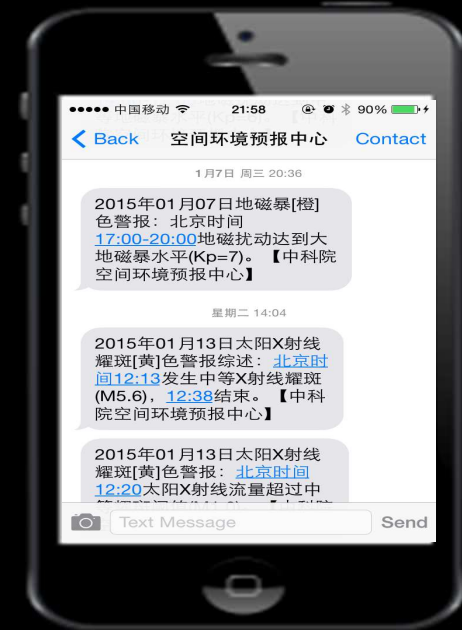 中国移动 21:58 90%
Back 空间环境预报中心 Contact
1月7日 周三 20:36
2015年01月07日地磁暴[橙]
色警报：北京时间
17:00-20:00地磁扰动达到大
地磁暴水平(Kp=7)。【中科院
空间环境预报中心】
星期二 14:04
2015年01月13日太阳X射线
耀斑[黄]色警报综述：北京时
间12:13发生中等X射线耀斑
(M5.6)，12:38结束。【中科
院空间环境预报中心】
2015年01月13日太阳X射线
耀斑[黄]色警报：北京时间
12:20太阳X射线流量超过中
Text Message Send